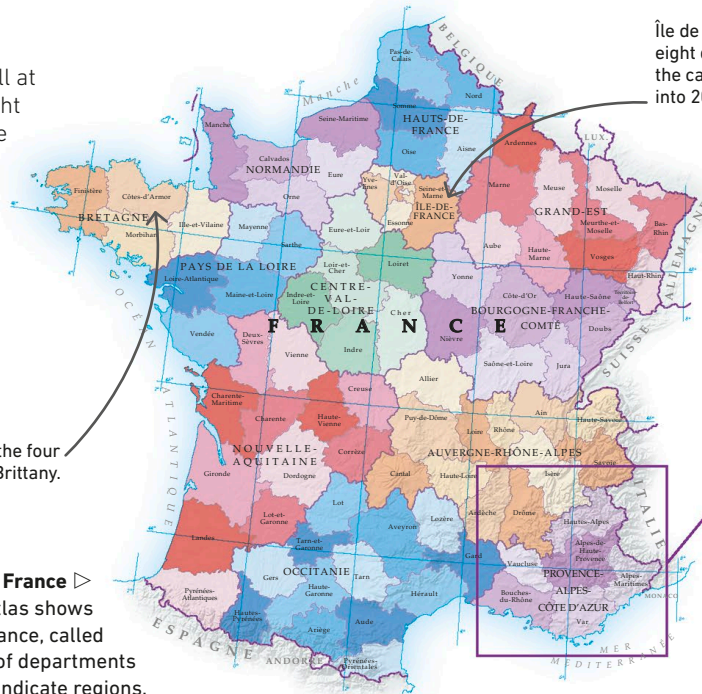 ll at
ght
e
Île de
eight
the ca
into 20
the four
Brittany.
France ▷
tlas shows
ance, called
of departments
ndicate regions.
BELGIQUE
Manche
LUX.
ALLEMAGNE
SUISSE
ITALIE
MONACO
MER
MÉDITERRANÉE
ANDORRE
ESPAGNE
OCÉAN
ATLANTIQUE
FRANCE
Pas-de-
Calais
Nord
Somme
HAUTS-DE-
FRANCE
Oise
Aisne
Ardennes
Manche
Seine-Maritime
Calvados
NORMANDIE
Eure
Orne
Val-
d'Oise
Yve-
lines
Seine-et-
Marne
ÎLE-DE-
FRANCE
Essonne
Marne
Meuse
Moselle
GRAND-EST
Meurthe-et-
Moselle
Bas-
Rhin
Aube
Haute-
Marne
Vosges
Haut-Rhin
Finistère
Côtes-d'Armor
BRETAGNE
Morbihan
Ille-et-Vilaine
Mayenne
Sarthe
PAYS DE LA LOIRE
Loire-Atlantique
Maine-et-Loire
Vendée
Eure-et-Loir
Loir-et-
Cher
Loiret
CENTRE-
VAL-
DE-LOIRE
Indre-et-
Loire
Cher
Indre
Yonne
Côte-d'Or
Haute-Saône
Territoire-
de-
Belfort
BOURGOGNE-FRANCHE-
COMTÉ
Doubs
Nièvre
Saône-et-Loire
Jura
Deux-
Sèvres
Vienne
Charente-
Maritime
Charente
Haute-
Vienne
Creuse
Corrèze
NOUVELLE-
AQUITAINE
Gironde
Dordogne
Lot-et-
Garonne
Landes
Pyrénées-
Atlantiques
Allier
Puy-de-Dôme
Loire
Rhône
Ain
Haute-Savoie
Savoie
AUVERGNE-RHÔNE-ALPES
Cantal
Haute-Loire
Isère
Ardèche
Drôme
Lot
Aveyron
Lozère
Tarn-et-
Garonne
Gard
OCCITANIE
Gers
Haute-
Garonne
Tarn
Hérault
Hautes-
Pyrénées
Ariège
Aude
Pyrénées-
Orientales
Hautes-Alpes
Alpes-de-
Haute-
Provence
Vaucluse
PROVENCE-
ALPES-
CÔTE D'AZUR
Alpes-
Maritimes
Bouches-
du-Rhône
Var